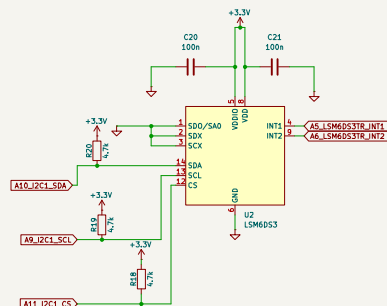 +3.3V
C20
100n
C21
100n
5
8
VDDIO
VDD
+3.3V
1
SDO/SA0
2
SDX
3
SCX
INT1
4
A5_LSM6DS3TR_INT1
INT2
9
A6_LSM6DS3TR_INT2
R20
4.7k
14
SDA
13
SCL
12
CS
A10_I2C1_SDA
+3.3V
R19
4.7k
GND
6
U2
LSM6DS3
A9_I2C1_SCL
+3.3V
R18
4.7k
A11_I2C1_CS